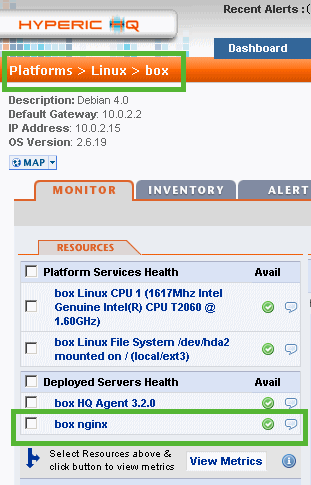 Recent Alerts : (
HYPERIC HQ
Dashboard
Platforms > Linux > box
Description: Debian 4.0
Default Gateway: 10.0.2.2
IP Address: 10.0.2.15
OS Version: 2.6.19
MAP
MONITOR
INVENTORY
ALERT
RESOURCES
Platform Services Health Avail
box Linux CPU 1 (1617Mhz Intel
Genuine Intel(R) CPU T2060 @
1.60GHz)
box Linux File System /dev/hda2
mounted on / (local/ext3)
Deployed Servers Health Avail
box HQ Agent 3.2.0
box nginx
Select Resources above &
click button to view metrics
View Metrics